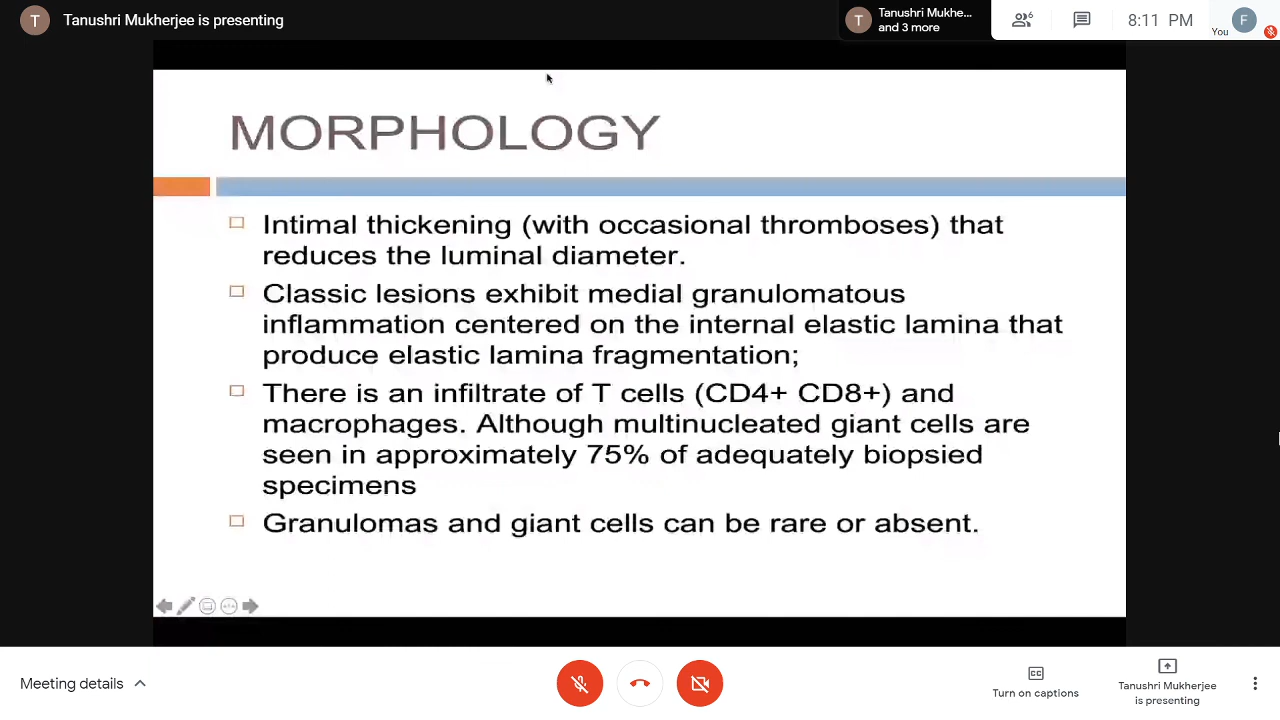 T
Tanushri Mukherjee is presenting
T
Tanushri Mukhe...
and 3 more
6
8:11 PM
You
F
MORPHOLOGY
Intimal thickening (with occasional thromboses) that
reduces the luminal diameter.
Classic lesions exhibit medial granulomatous
inflammation centered on the internal elastic lamina that
produce elastic lamina fragmentation;
There is an infiltrate of T cells (CD4+ CD8+) and
macrophages. Although multinucleated giant cells are
seen in approximately 75% of adequately biopsied
specimens
Granulomas and giant cells can be rare or absent.
Meeting details
CC
Turn on captions
Tanushri Mukherjee
is presenting